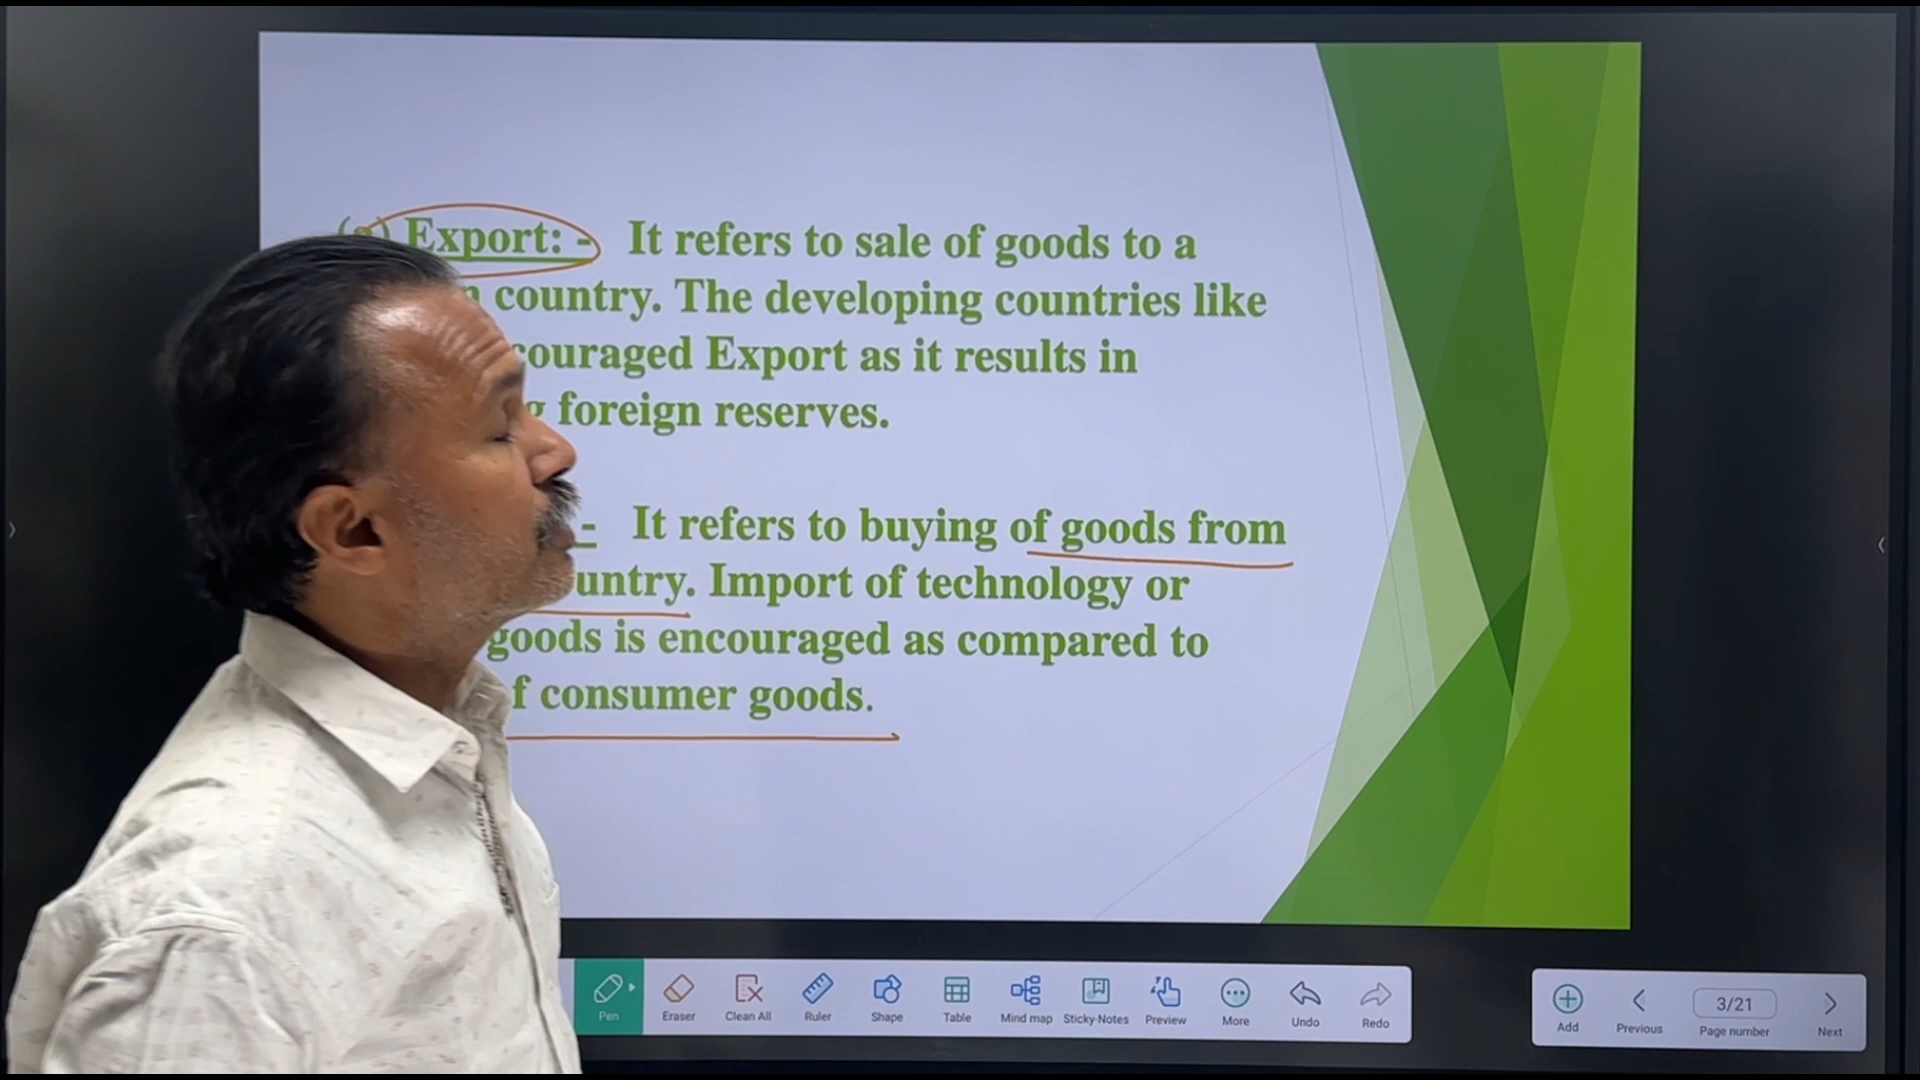 Export: - It refers to sale of goods to a
country. The developing countries like
couraged Export as it results in
foreign reserves.
- It refers to buying of goods from
untry. Import of technology or
goods is encouraged as compared to
f consumer goods.
Pen
Eraser
Clean All
Ruler
Shape
Table
Mind map
Sticky-Notes
Preview
More
Undo
Redo
Add
Previous
3/21
Page number
Next